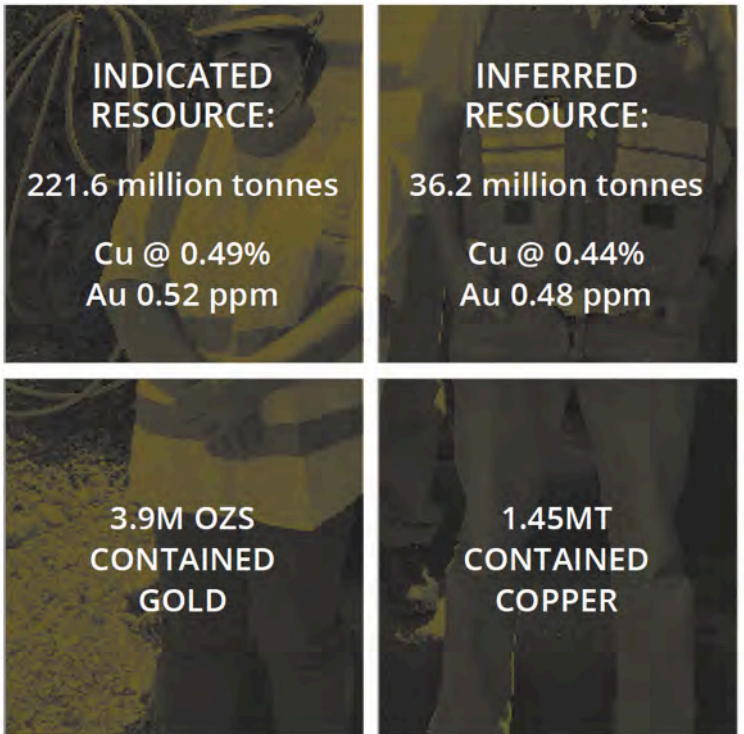 INDICATED
RESOURCE:
221.6 million tonnes
Cu @ 0.49%
Au 0.52 ppm
INFERRED
RESOURCE:
36.2 million tonnes
Cu @ 0.44%
Au 0.48 ppm
3.9M OZS
CONTAINED
GOLD
1.45MT
CONTAINED
COPPER